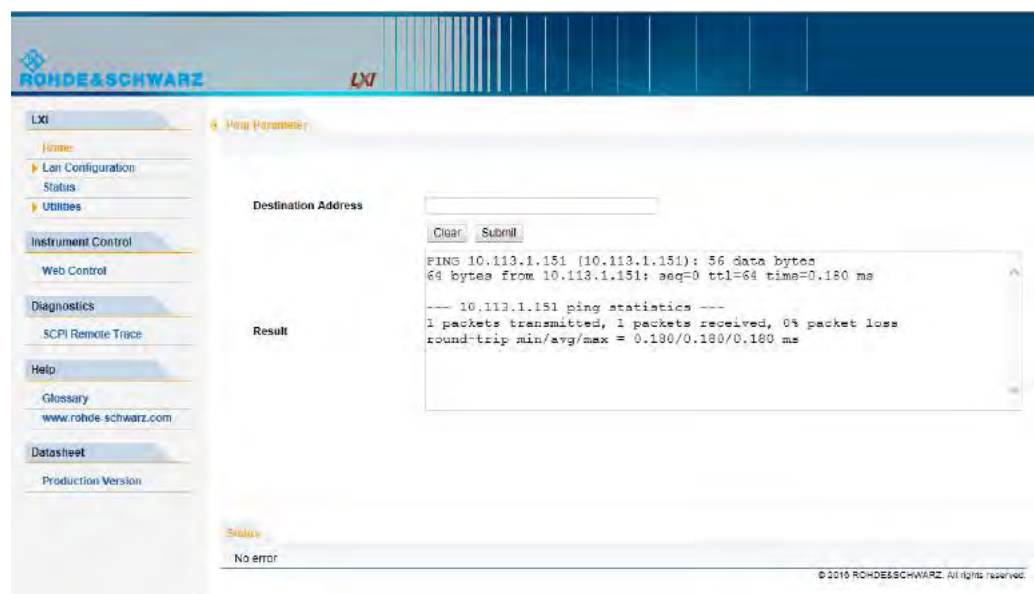 ROHDE&SCHWARZ
LXI
LXI
Home
Lan Configuration
Status
Utilities
Instrument Control
Web Control
Diagnostics
SCPI Remote Trace
Help
Glossary
www.rohde-schwarz.com
Datasheet
Production Version
Ping Parameter
Destination Address
Clear Submit
Result
PING 10.113.1.151 (10.113.1.151): 56 data bytes
64 bytes from 10.113.1.151: seq=0 ttl=64 time=0.180 ms
--- 10.113.1.151 ping statistics ---
1 packets transmitted, 1 packets received, 0% packet loss
round-trip min/avg/max = 0.180/0.180/0.180 ms
Status
No error
© 2016 ROHDE&SCHWARZ. All rights reserved.